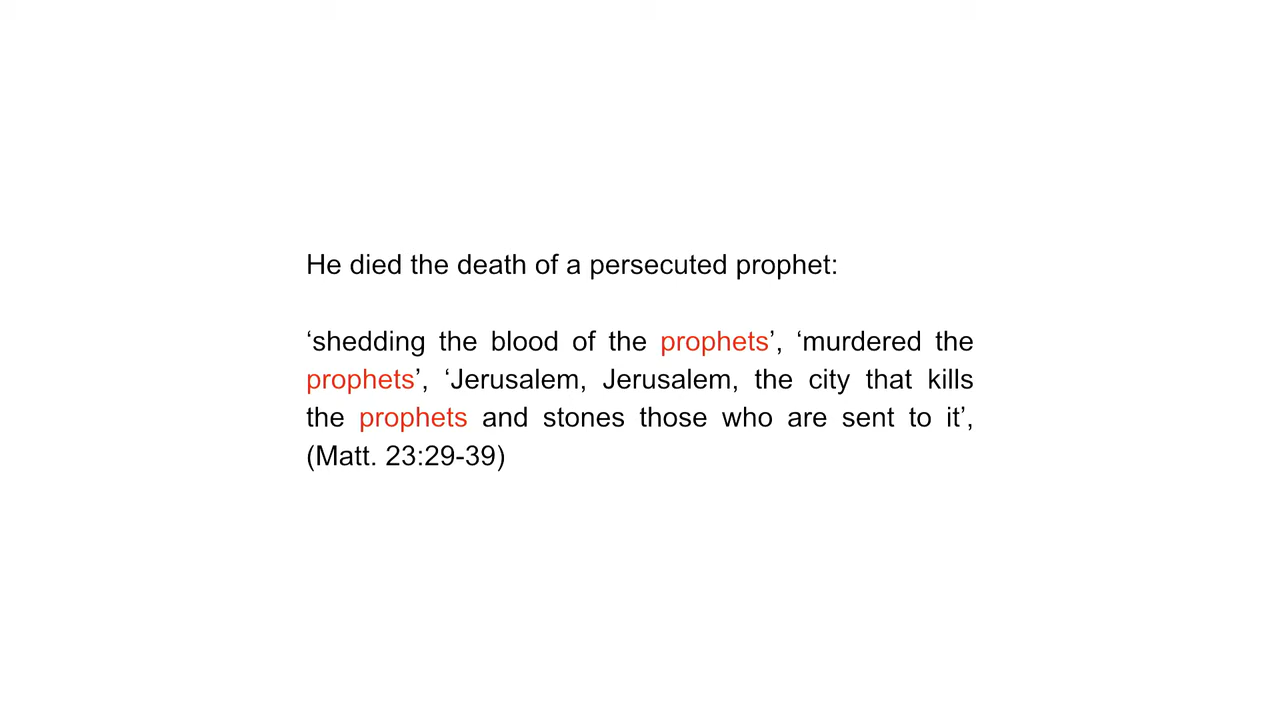 He died the death of a persecuted prophet:
‘shedding the blood of the prophets’, ‘murdered the
prophets’, ‘Jerusalem, Jerusalem, the city that kills
the prophets and stones those who are sent to it’,
(Matt. 23:29-39)